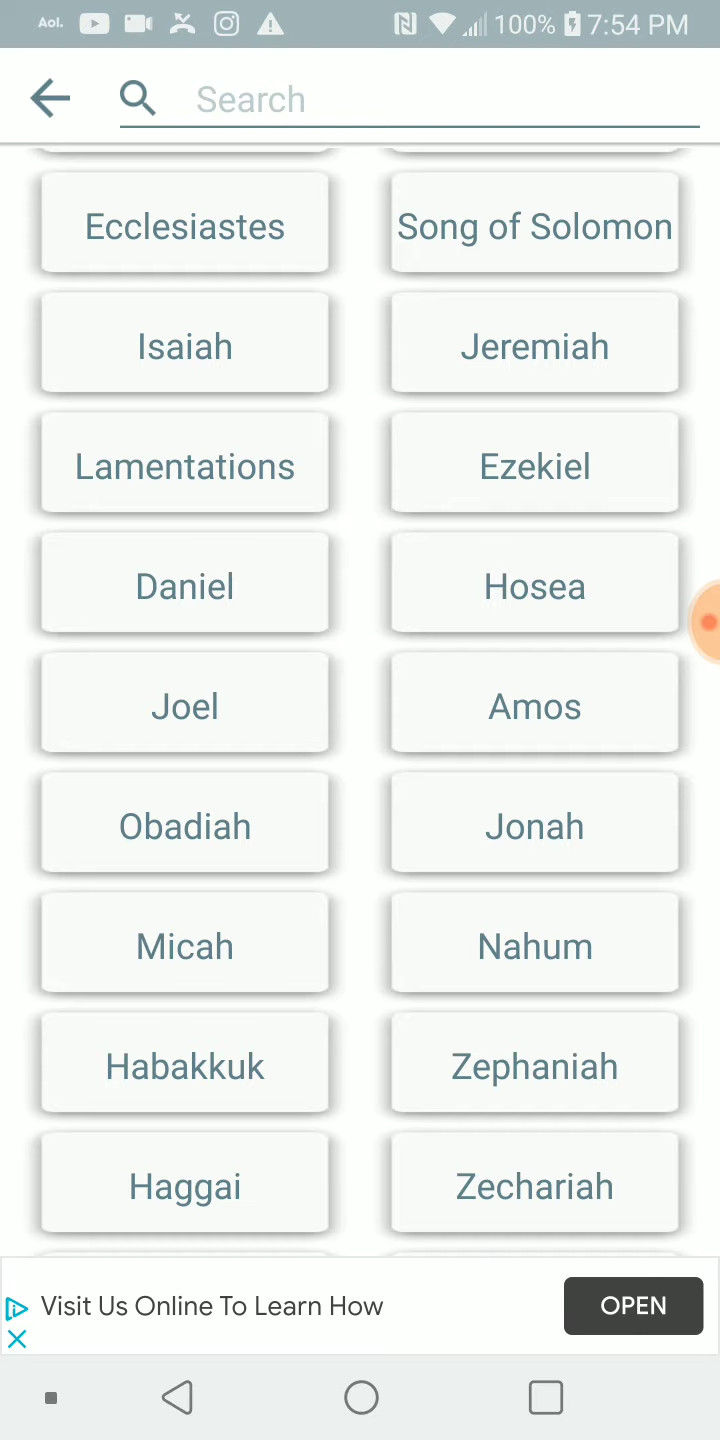 Aol. 100% 7:54 PM
Search
Ecclesiastes Song of Solomon
Isaiah Jeremiah
Lamentations Ezekiel
Daniel Hosea
Joel Amos
Obadiah Jonah
Micah Nahum
Habakkuk Zephaniah
Haggai Zechariah
Visit Us Online To Learn How OPEN